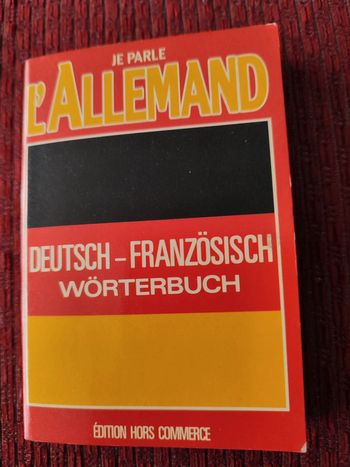 JE PARLE
L'ALLEMAND
DEUTSCH – FRANZÖSISCH
WÖRTERBUCH
ÉDITION HORS COMMERCE